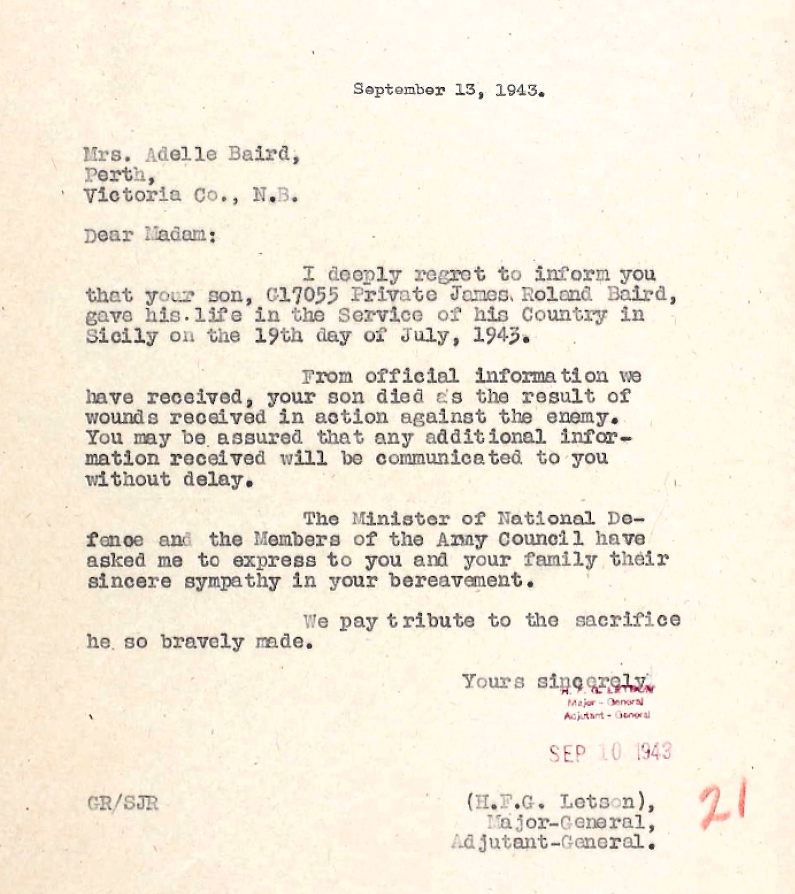 September 13, 1943.
Mrs. Adelle Baird,
Perth,
Victoria Co., N.B.
Dear Madam:
I deeply regret to inform you
that your son, G17055 Private James Roland Baird,
gave his life in the Service of his Country in
Sicily on the 19th day of July, 1943.
From official information we
have received, your son died as the result of
wounds received in action against the enemy.
You may be assured that any additional infor-
mation received will be communicated to you
without delay.
The Minister of National De-
fence and the Members of the Army Council have
asked me to express to you and your family their
sincere sympathy in your bereavement.
We pay tribute to the sacrifice
he so bravely made.
Yours sincerely
H. F. G. LETSON
Major - General
Adjutant - General
SEP 10 1943
GR/SJR
(H.F.G. Letson),
Major-General,
Adjutant-General.
21